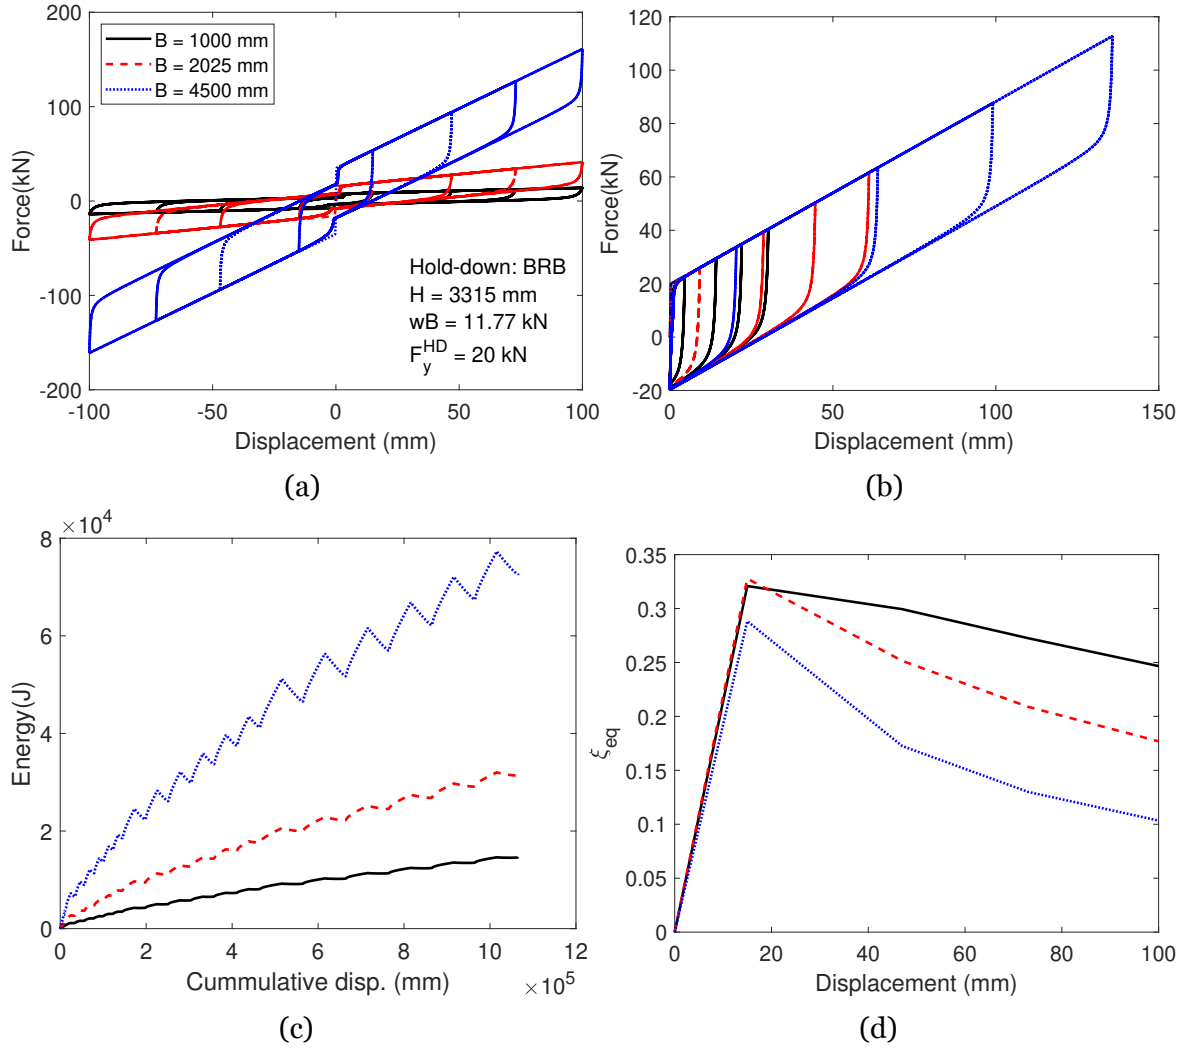 200
100
0
-100
-200
Force(kN)
B = 1000 mm
B = 2025 mm
B = 4500 mm
Hold-down: BRB
H = 3315 mm
wB = 11.77 kN
F_y^HD = 20 kN
-100 -50 0 50 100
Displacement (mm)
(a)
120
100
80
60
40
20
0
-20
Force(kN)
0 50 100 150
Displacement (mm)
(b)
×10^4
8
6
4
2
0
Energy(J)
0 2 4 6 8 10 12
Cummulative disp. (mm) ×10^5
(c)
0.35
0.3
0.25
0.2
0.15
0.1
0.05
0
ξ_eq
0 20 40 60 80 100
Displacement (mm)
(d)